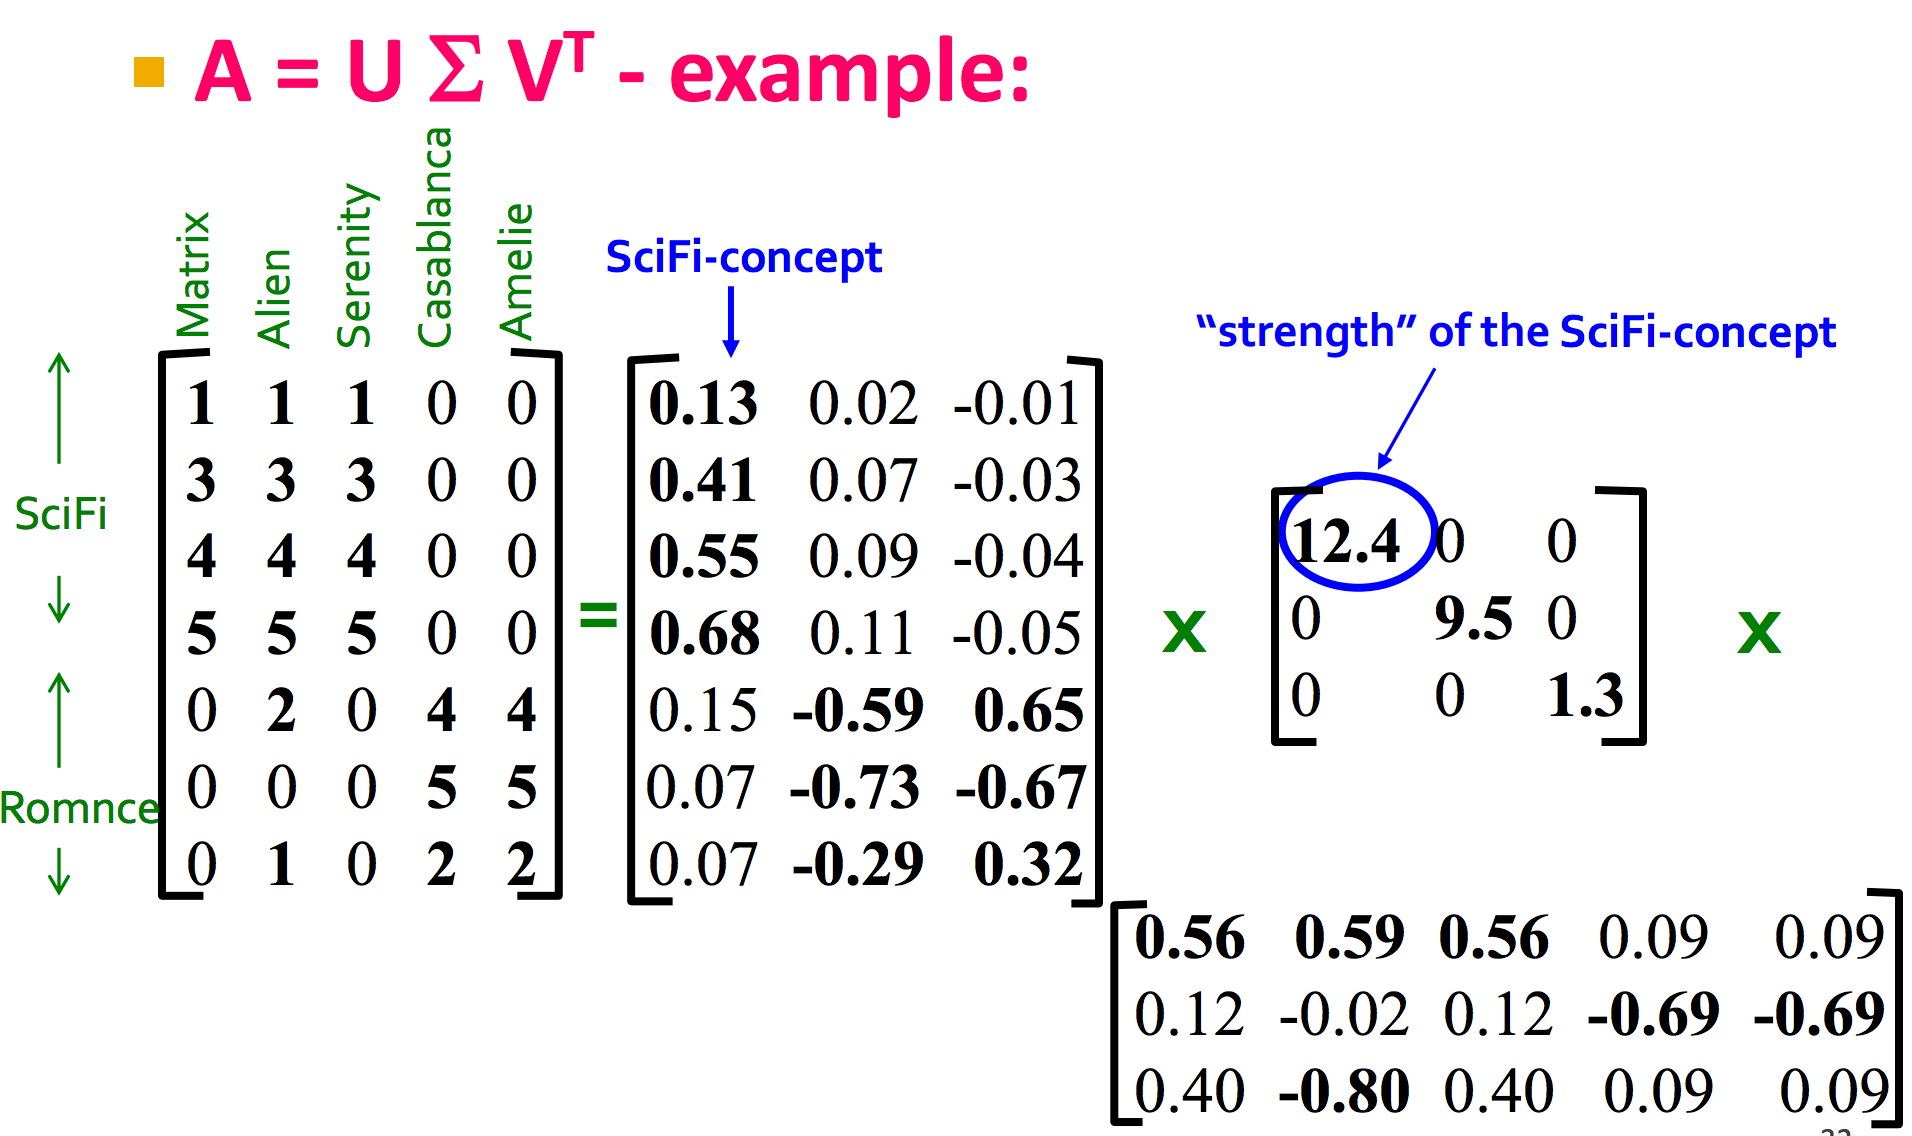 A = U Σ Vᵀ - example:
Matrix
Alien
Serenity
Casablanca
Amelie
SciFi-concept
“strength” of the SciFi-concept
SciFi
Romnce
1 1 1 0 0
3 3 3 0 0
4 4 4 0 0
5 5 5 0 0
0 2 0 4 4
0 0 0 5 5
0 1 0 2 2
=
0.13 0.02 -0.01
0.41 0.07 -0.03
0.55 0.09 -0.04
0.68 0.11 -0.05
0.15 -0.59 0.65
0.07 -0.73 -0.67
0.07 -0.29 0.32
x
12.4 0 0
0 9.5 0
0 0 1.3
x
0.56 0.59 0.56 0.09 0.09
0.12 -0.02 0.12 -0.69 -0.69
0.40 -0.80 0.40 0.09 0.09